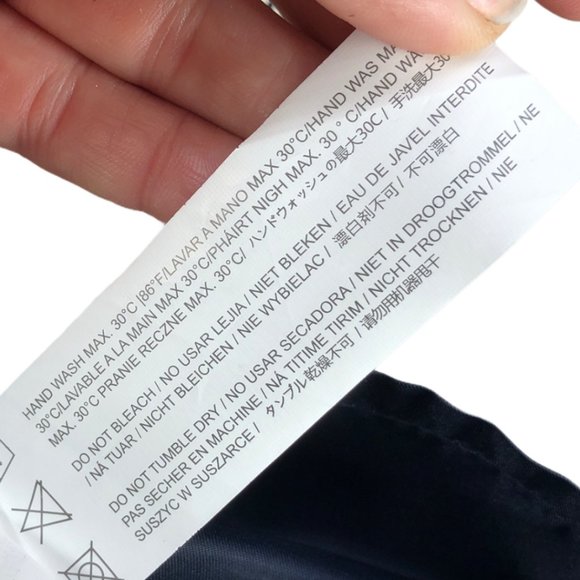 HAND WASH MAX. 30°C |86°F/LAVAR A MANO MAX 30°C/HAND WAS MA
30°C/LAVABLE A LA MAIN MAX 30°C/PHÁIRT NIGH MAX. 30 ° C/HAND WA
MAX. 30°C PRANIE RECZNE MAX. 30°C/ ハンドウォッシュの最大30C/ 手洗最大30
DO NOT BLEACH / NO USAR LEJIA / NIET BLEKEN / EAU DE JAVEL INTERDITE
/ NÁ TUAR / NICHT BLEICHEN / NIE WYBIELAC / 漂白剤不可 / 不可漂白
DO NOT TUMBLE DRY / NO USAR SECADORA / NIET IN DROOGTROMMEL / NE
PAS SECHER EN MACHINE / NÁ TITIME TIRIM / NICHT TROCKNEN / NIE
SUSZYC W SUSZARCE / タンブル乾燥不可 / 请勿用机器甩干